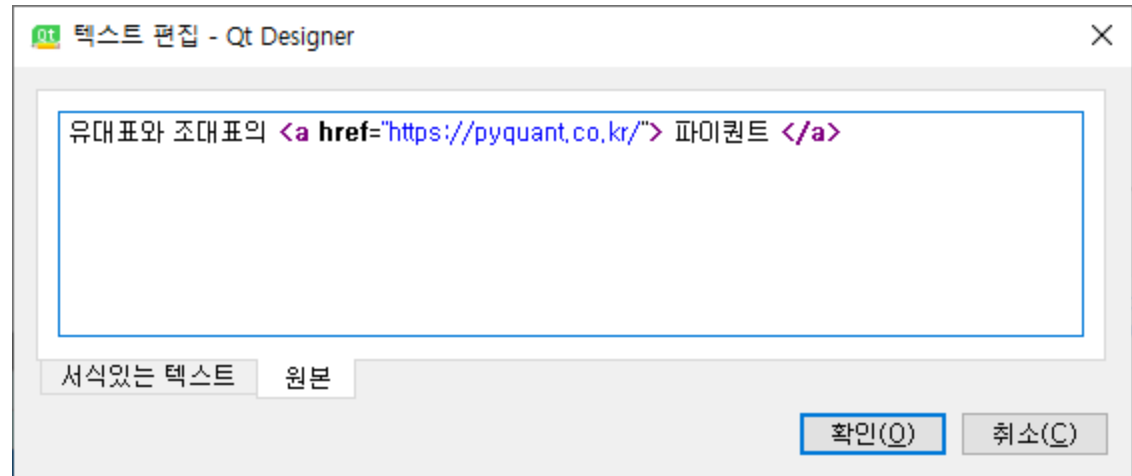 Qt 텍스트 편집 - Qt Designer
유대표와 조대표의 <a href="https://pyquant.co.kr/"> 파이퀀트 </a>
서식있는 텍스트 원본
확인(O) 취소(C)